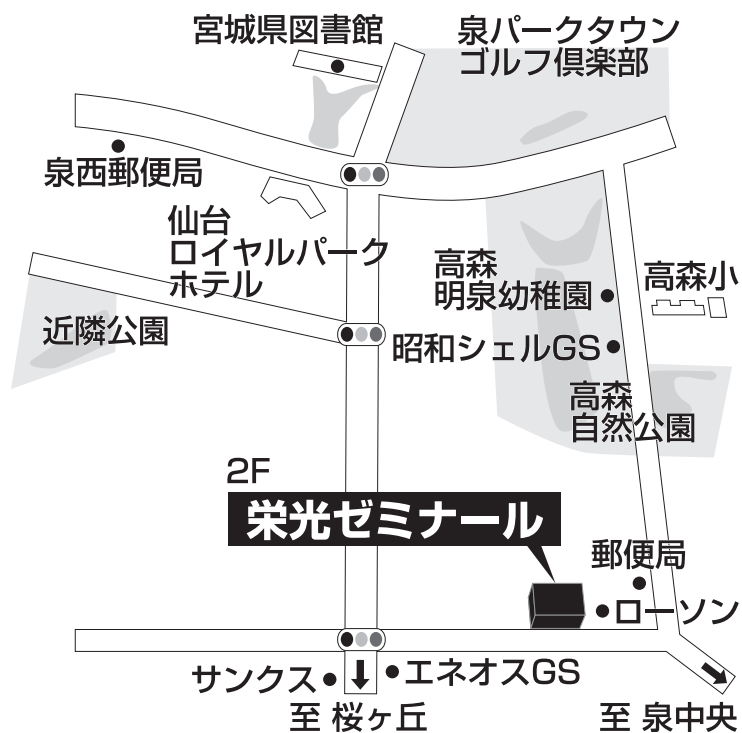 宮城県図書館
泉パークタウン
ゴルフ倶楽部
泉西郵便局
仙台
ロイヤルパーク
ホテル
高森
明泉幼稚園
高森小
近隣公園
昭和シェルGS
高森
自然公園
2F
栄光ゼミナール
郵便局
ローソン
サンクス
エネオスGS
至 桜ヶ丘
至 泉中央